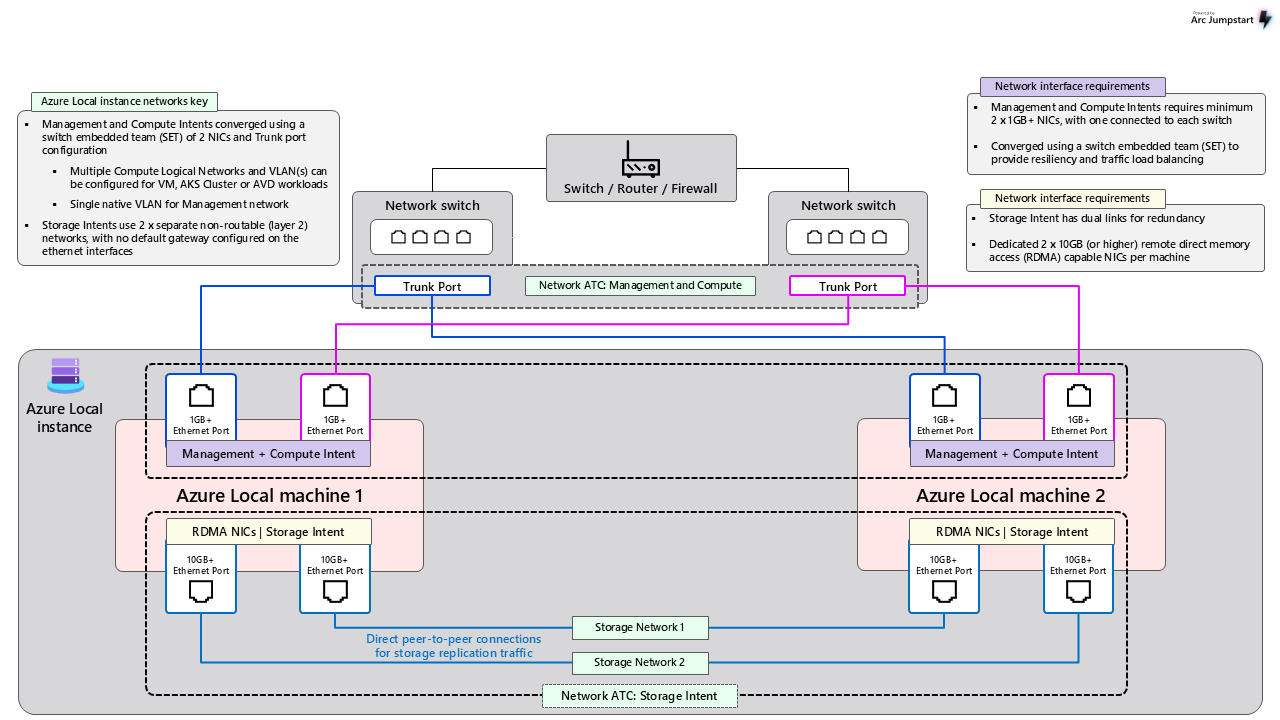 Powered by
Arc Jumpstart
Azure Local instance networks key
▪ Management and Compute Intents converged using a
switch embedded team (SET) of 2 NICs and Trunk port
configuration
▪ Multiple Compute Logical Networks and VLAN(s) can
be configured for VM, AKS Cluster or AVD workloads
▪ Single native VLAN for Management network
▪ Storage Intents use 2 x separate non-routable (layer 2)
networks, with no default gateway configured on the
ethernet interfaces
Network interface requirements
▪ Management and Compute Intents requires minimum
2 x 1GB+ NICs, with one connected to each switch
▪ Converged using a switch embedded team (SET) to
provide resiliency and traffic load balancing
Network interface requirements
▪ Storage Intent has dual links for redundancy
▪ Dedicated 2 x 10GB (or higher) remote direct memory
access (RDMA) capable NICs per machine
Switch / Router / Firewall
Network switch
Network switch
Trunk Port
Network ATC: Management and Compute
Trunk Port
Azure Local
instance
1GB+
Ethernet Port
1GB+
Ethernet Port
Management + Compute Intent
1GB+
Ethernet Port
1GB+
Ethernet Port
Management + Compute Intent
Azure Local machine 1
Azure Local machine 2
RDMA NICs | Storage Intent
10GB+
Ethernet Port
10GB+
Ethernet Port
RDMA NICs | Storage Intent
10GB+
Ethernet Port
10GB+
Ethernet Port
Direct peer-to-peer connections
for storage replication traffic
Storage Network 1
Storage Network 2
Network ATC: Storage Intent